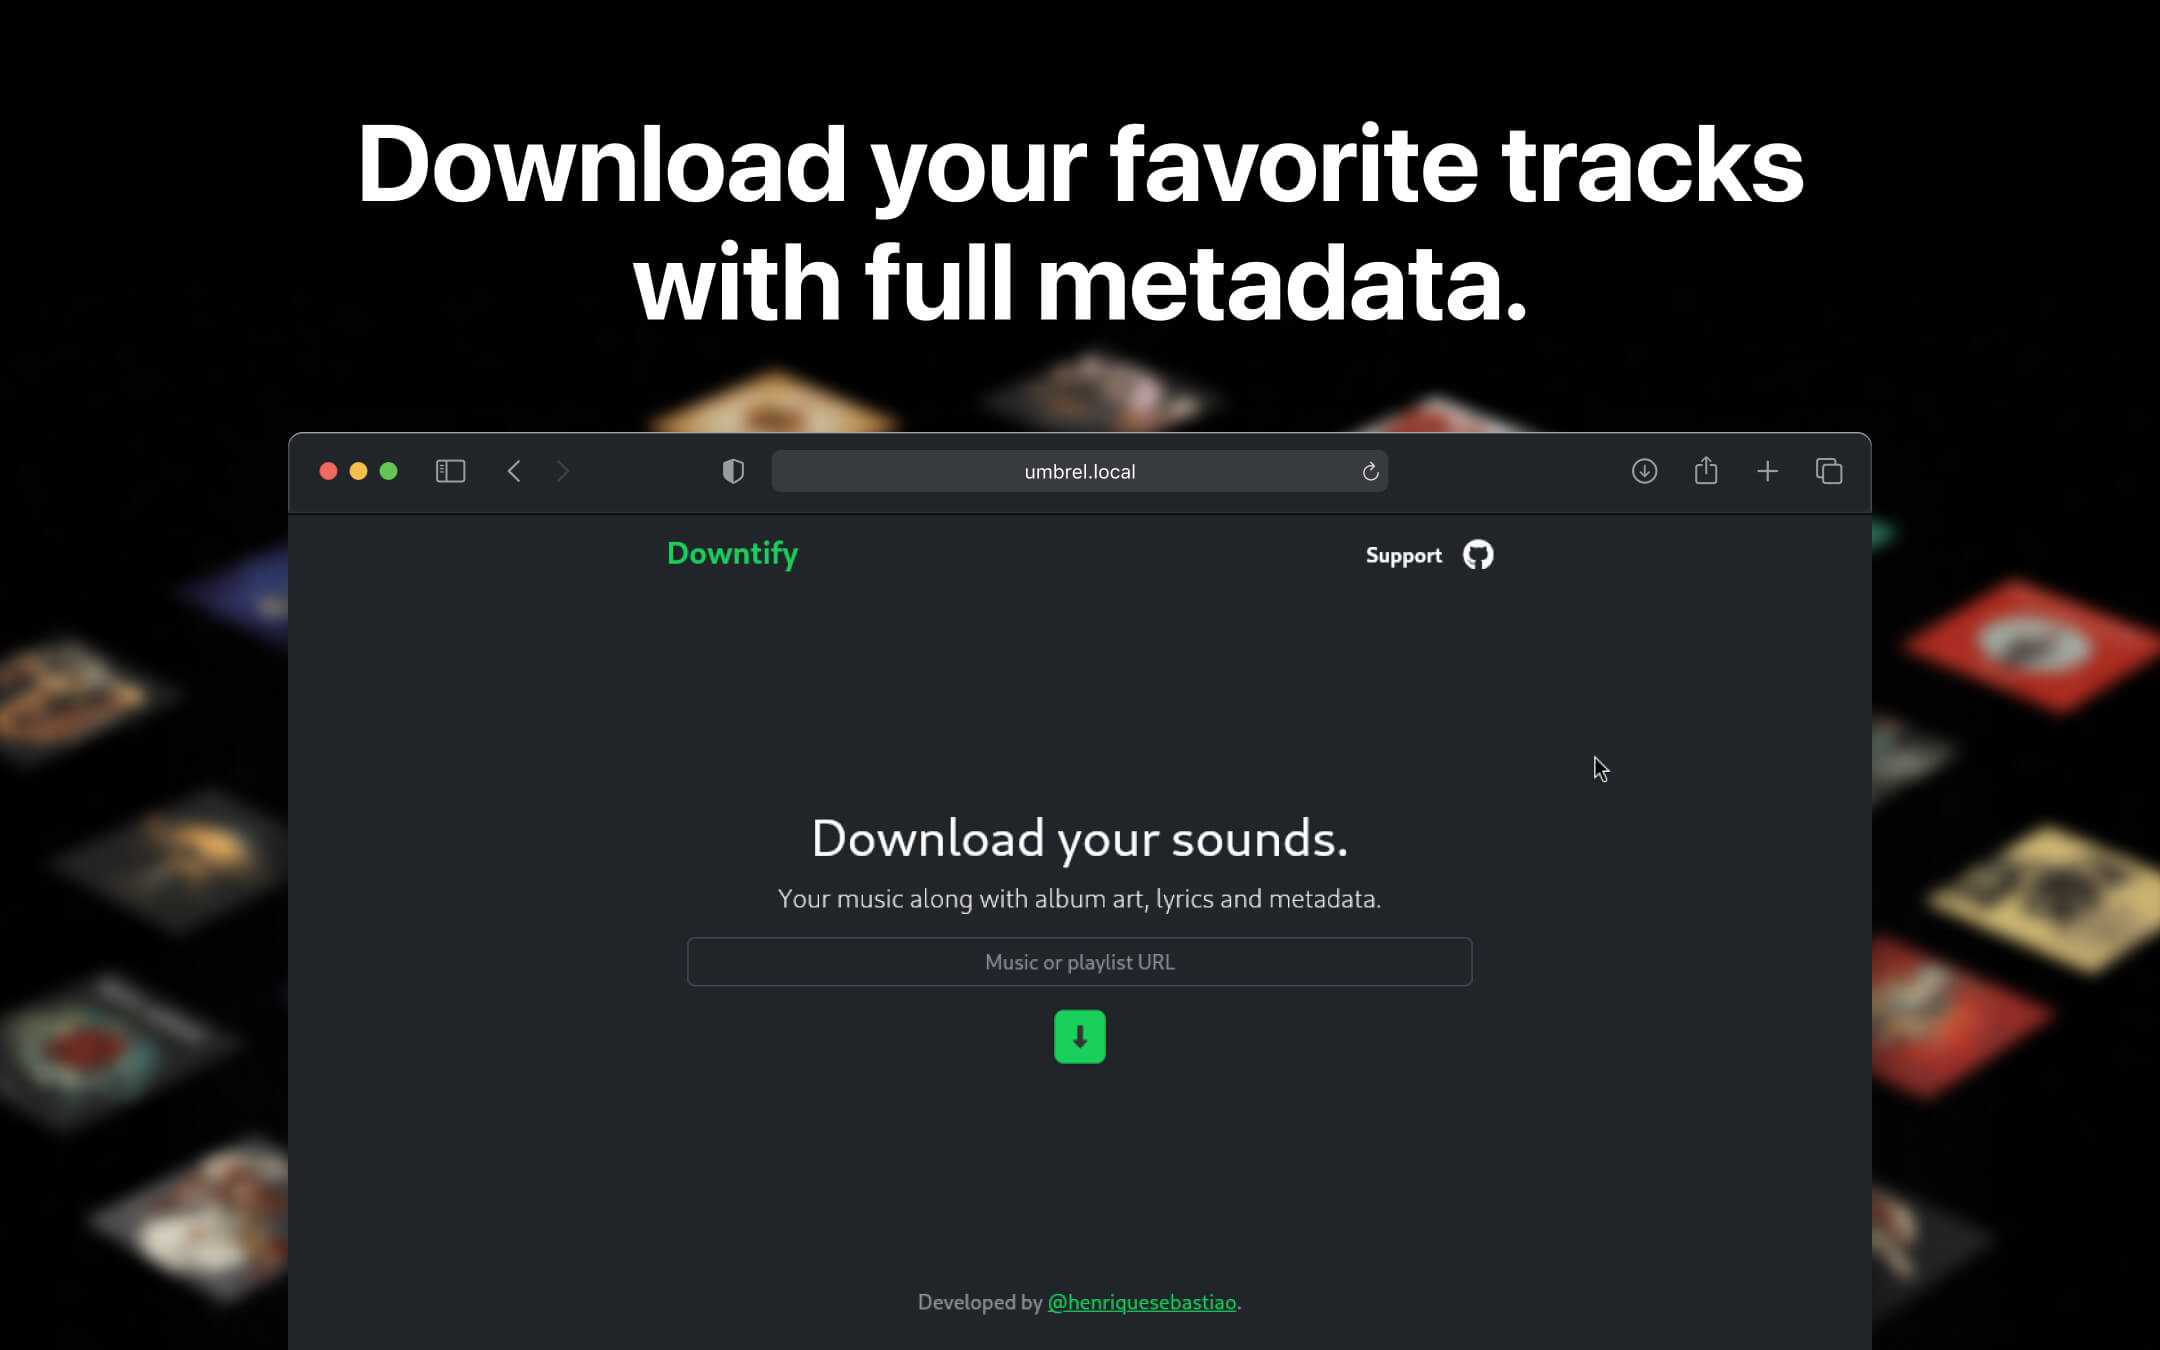 Download your favorite tracks
with full metadata.
umbrel.local
Downtify
Support
Download your sounds.
Your music along with album art, lyrics and metadata.
Music or playlist URL
Developed by @henriquesebastiao.